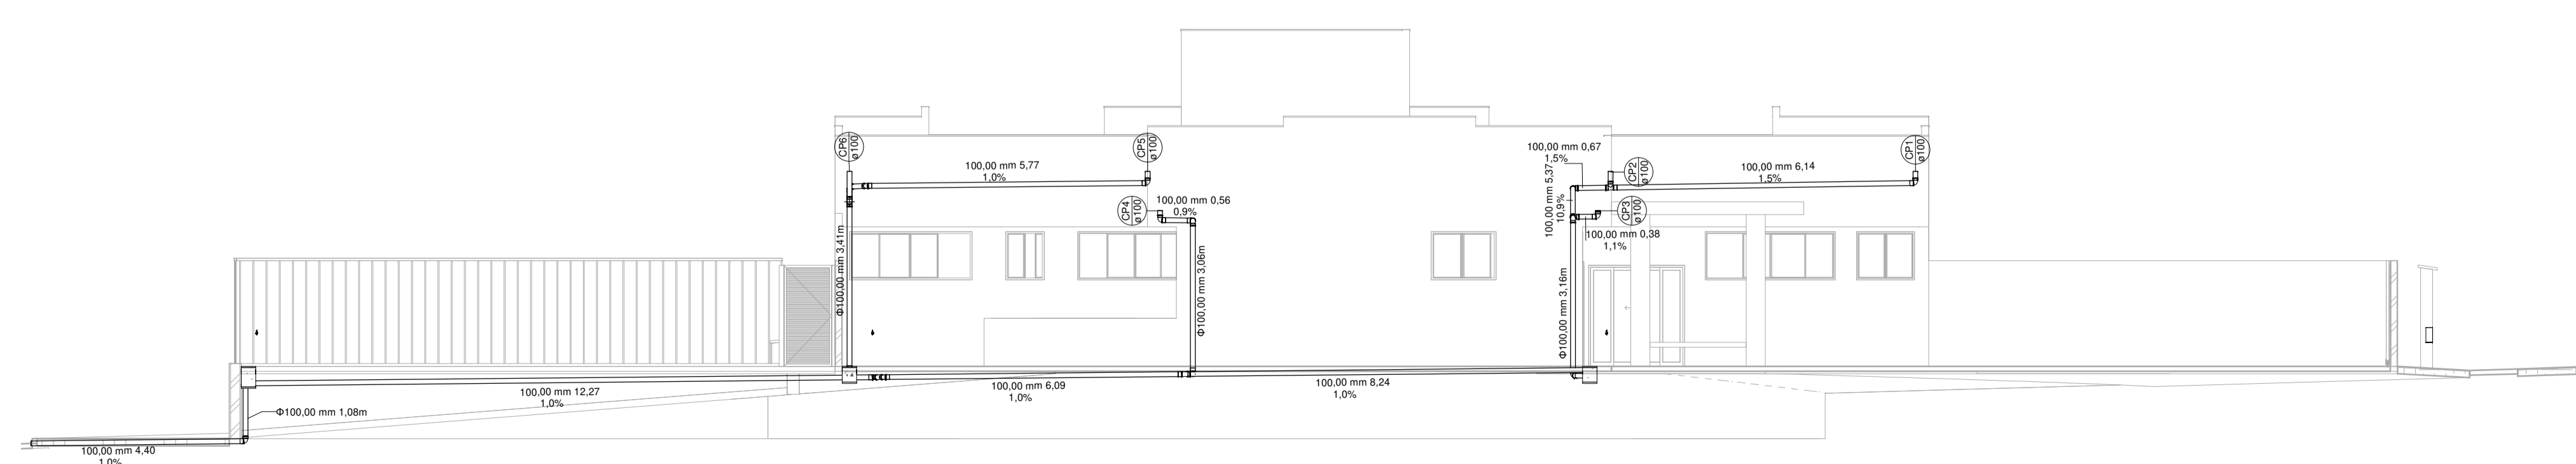 CP6
ø100
CP5
ø100
CP1
ø100
CP2
ø100
100,00 mm 0,67
1,5%
100,00 mm 5,77
1,0%
100,00 mm 6,14
1,5%
100,00 mm 5,37
10,9%
CP4
ø100
100,00 mm 0,56
0,9%
CP3
ø100
100,00 mm 0,38
1,1%
Φ100,00 mm 3,41m
Φ100,00 mm 3,06m
Φ100,00 mm 3,16m
100,00 mm 12,27
1,0%
100,00 mm 6,09
1,0%
100,00 mm 8,24
1,0%
Φ100,00 mm 1,08m
100,00 mm 4,40
1,0%